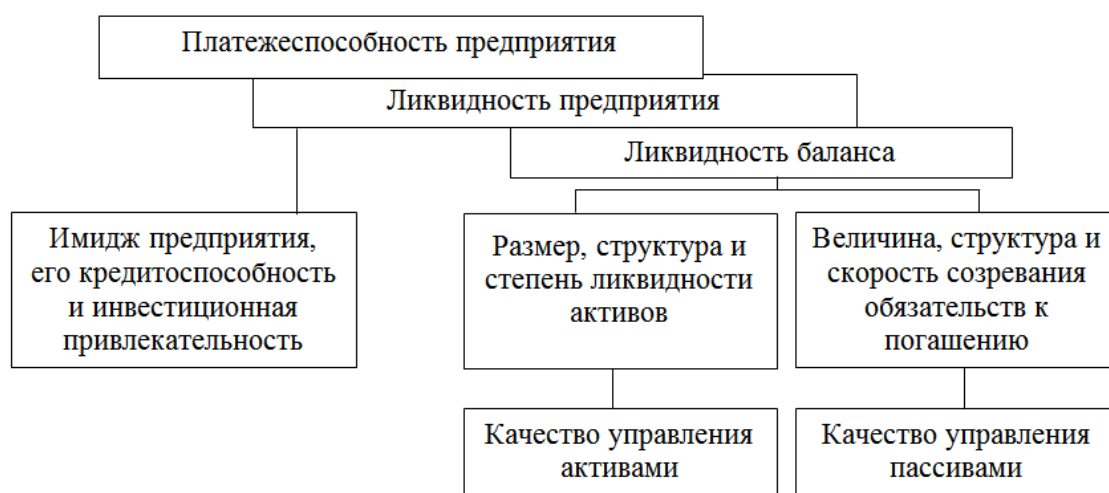 Платежеспособность предприятия
Ликвидность предприятия
Ликвидность баланса
Имидж предприятия,
его кредитоспособность
и инвестиционная
привлекательность
Размер, структура и
степень ликвидности
активов
Величина, структура и
скорость созревания
обязательств к
погашению
Качество управления
активами
Качество управления
пассивами